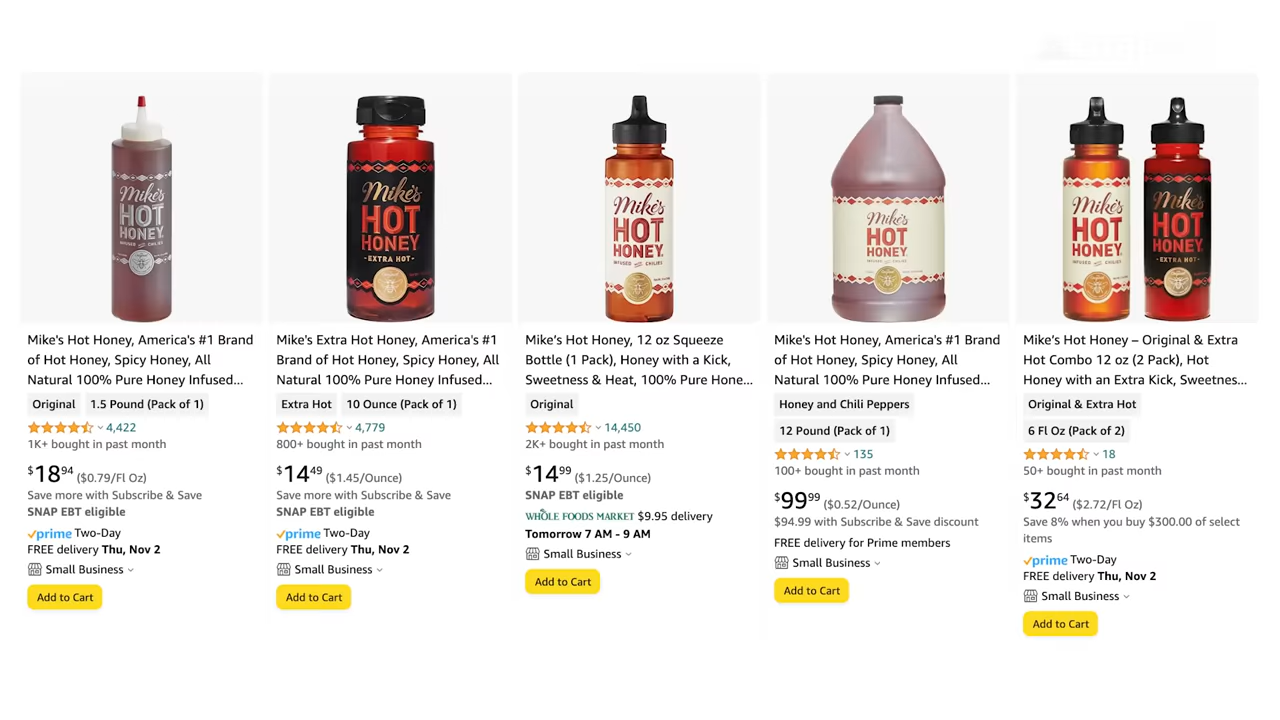 Mike's
HOT
HONEY
INFUSED WITH CHILIES
Mike's Hot Honey, America's #1 Brand
of Hot Honey, Spicy Honey, All
Natural 100% Pure Honey Infused...
Original 1.5 Pound (Pack of 1)
4,422
1K+ bought in past month
$18.94 ($0.79/Fl Oz)
Save more with Subscribe & Save
SNAP EBT eligible
prime Two-Day
FREE delivery Thu, Nov 2
Small Business
Add to Cart
Mike's
HOT
HONEY
-EXTRA HOT-
Mike's Extra Hot Honey, America's #1
Brand of Hot Honey, Spicy Honey, All
Natural 100% Pure Honey Infused...
Extra Hot 10 Ounce (Pack of 1)
4,779
800+ bought in past month
$14.49 ($1.45/Ounce)
Save more with Subscribe & Save
SNAP EBT eligible
prime Two-Day
FREE delivery Thu, Nov 2
Small Business
Add to Cart
Mike's
HOT
HONEY
INFUSED WITH CHILIES
Mike's Hot Honey, 12 oz Squeeze
Bottle (1 Pack), Honey with a Kick,
Sweetness & Heat, 100% Pure Hone...
Original
14,450
2K+ bought in past month
$14.99 ($1.25/Ounce)
SNAP EBT eligible
WHOLE FOODS MARKET $9.95 delivery
Tomorrow 7 AM - 9 AM
Small Business
Add to Cart
Mike's
HOT
HONEY
INFUSED WITH CHILIES
Mike's Hot Honey, America's #1 Brand
of Hot Honey, Spicy Honey, All
Natural 100% Pure Honey Infused...
Honey and Chili Peppers
12 Pound (Pack of 1)
135
100+ bought in past month
$99.99 ($0.52/Ounce)
$94.99 with Subscribe & Save discount
FREE delivery for Prime members
Small Business
Add to Cart
Mike's
HOT
HONEY
INFUSED WITH CHILIES
Mike's
HOT
HONEY
-EXTRA HOT-
Mike's Hot Honey – Original & Extra
Hot Combo 12 oz (2 Pack), Hot
Honey with an Extra Kick, Sweetnes...
Original & Extra Hot
6 Fl Oz (Pack of 2)
18
50+ bought in past month
$32.64 ($2.72/Fl Oz)
Save 8% when you buy $300.00 of select
items
prime Two-Day
FREE delivery Thu, Nov 2
Small Business
Add to Cart